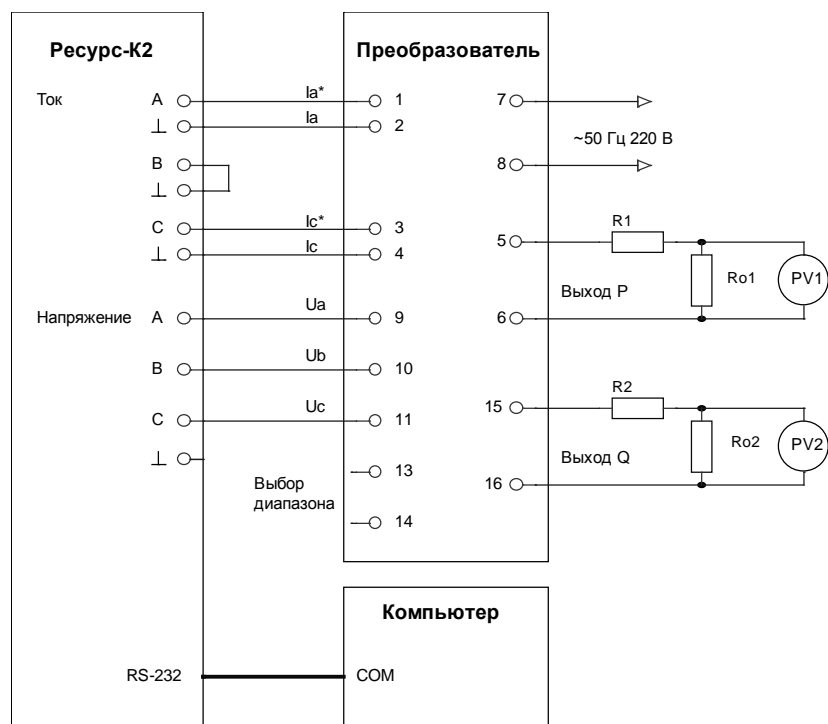 Ресурс-К2
Преобразователь
Ток
A
Ia*
1
7
⊥
Ia
2
~50 Гц 220 В
B
8
⊥
C
Ic*
3
R1
5
⊥
Ic
4
Выход P
Ro1
PV1
Напряжение
A
Ua
9
6
B
Ub
10
R2
C
Uc
11
15
⊥
Выход Q
Ro2
PV2
Выбор
диапазона
13
16
14
Компьютер
RS-232
COM